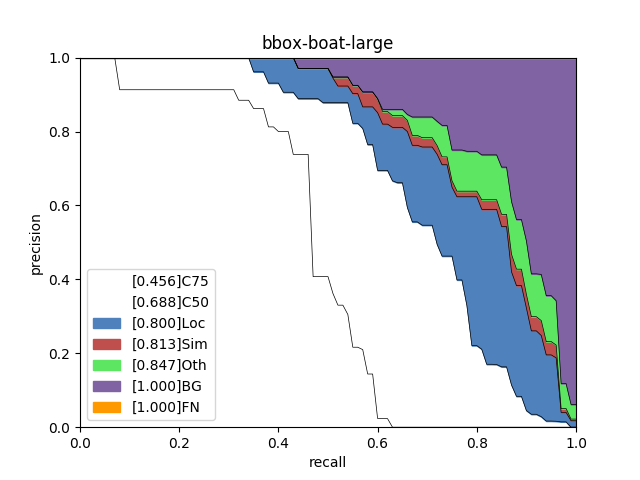 bbox-boat-large
precision
1.0
0.8
0.6
0.4
0.2
0.0
[0.456]C75
[0.688]C50
[0.800]Loc
[0.813]Sim
[0.847]Oth
[1.000]BG
[1.000]FN
0.0 0.2 0.4 0.6 0.8 1.0
recall